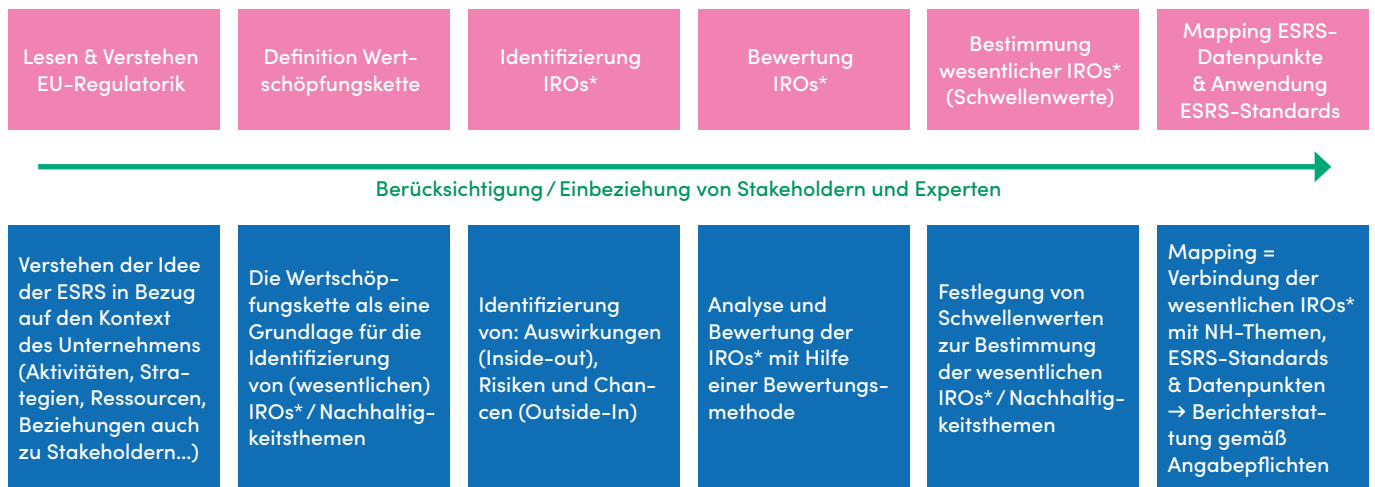 Lesen & Verstehen
EU-Regulatorik
Definition Wert-
schöpfungskette
Identifizierung
IROs*
Bewertung
IROs*
Bestimmung
wesentlicher IROs*
(Schwellenwerte)
Mapping ESRS-
Datenpunkte
& Anwendung
ESRS-Standards
Berücksichtigung / Einbeziehung von Stakeholdern und Experten
Verstehen der Idee
der ESRS in Bezug
auf den Kontext
des Unternehmens
(Aktivitäten, Stra-
tegien, Ressourcen,
Beziehungen auch
zu Stakeholdern...)
Die Wertschöp-
fungskette als eine
Grundlage für die
Identifizierung
von (wesentlichen)
IROs* / Nachhaltig-
keitsthemen
Identifizierung
von: Auswirkungen
(Inside-out),
Risiken und Chan-
cen (Outside-In)
Analyse und
Bewertung der
IROs* mit Hilfe
einer Bewertungs-
methode
Festlegung von
Schwellenwerten
zur Bestimmung
der wesentlichen
IROs* / Nachhaltig-
keitsthemen
Mapping =
Verbindung der
wesentlichen IROs*
mit NH-Themen,
ESRS-Standards
& Datenpunkten
→ Berichterstat-
tung gemäß
Angabepflichten